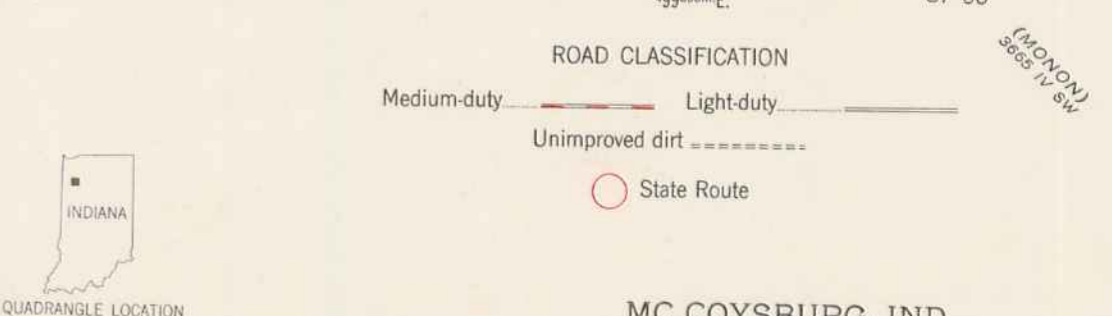 (MONON)
3665 IV SW
ROAD CLASSIFICATION
Medium-duty Light-duty
Unimproved dirt
State Route
INDIANA
QUADRANGLE LOCATION
MC COYSBURG, IND.